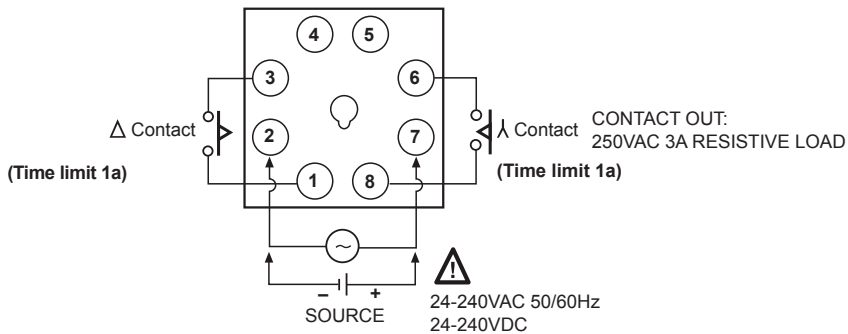 4 5
3 6
2 7
1 8
∆ Contact
(Time limit 1a)
⅄ Contact
(Time limit 1a)
CONTACT OUT:
250VAC 3A RESISTIVE LOAD
~
– +
SOURCE
!
24-240VAC 50/60Hz
24-240VDC